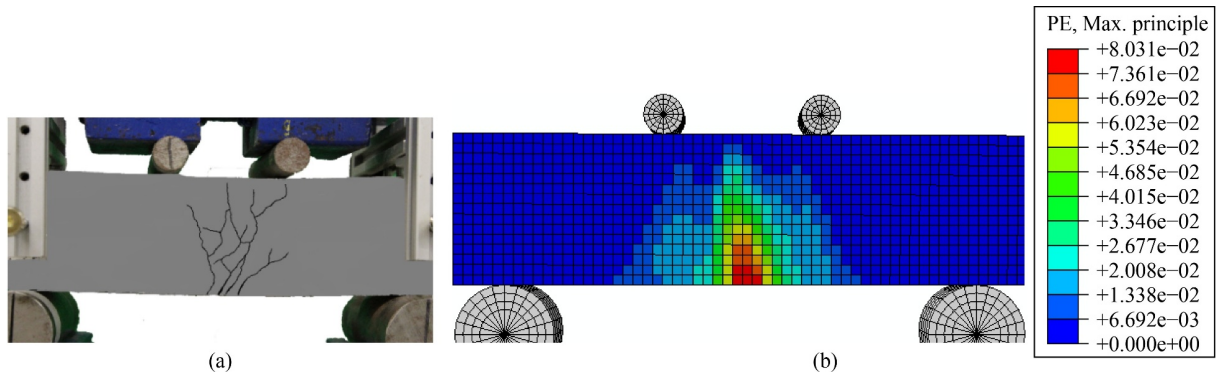 PE, Max. principle
+8.031e−02
+7.361e−02
+6.692e−02
+6.023e−02
+5.354e−02
+4.685e−02
+4.015e−02
+3.346e−02
+2.677e−02
+2.008e−02
+1.338e−02
+6.692e−03
+0.000e+00
(a)
(b)